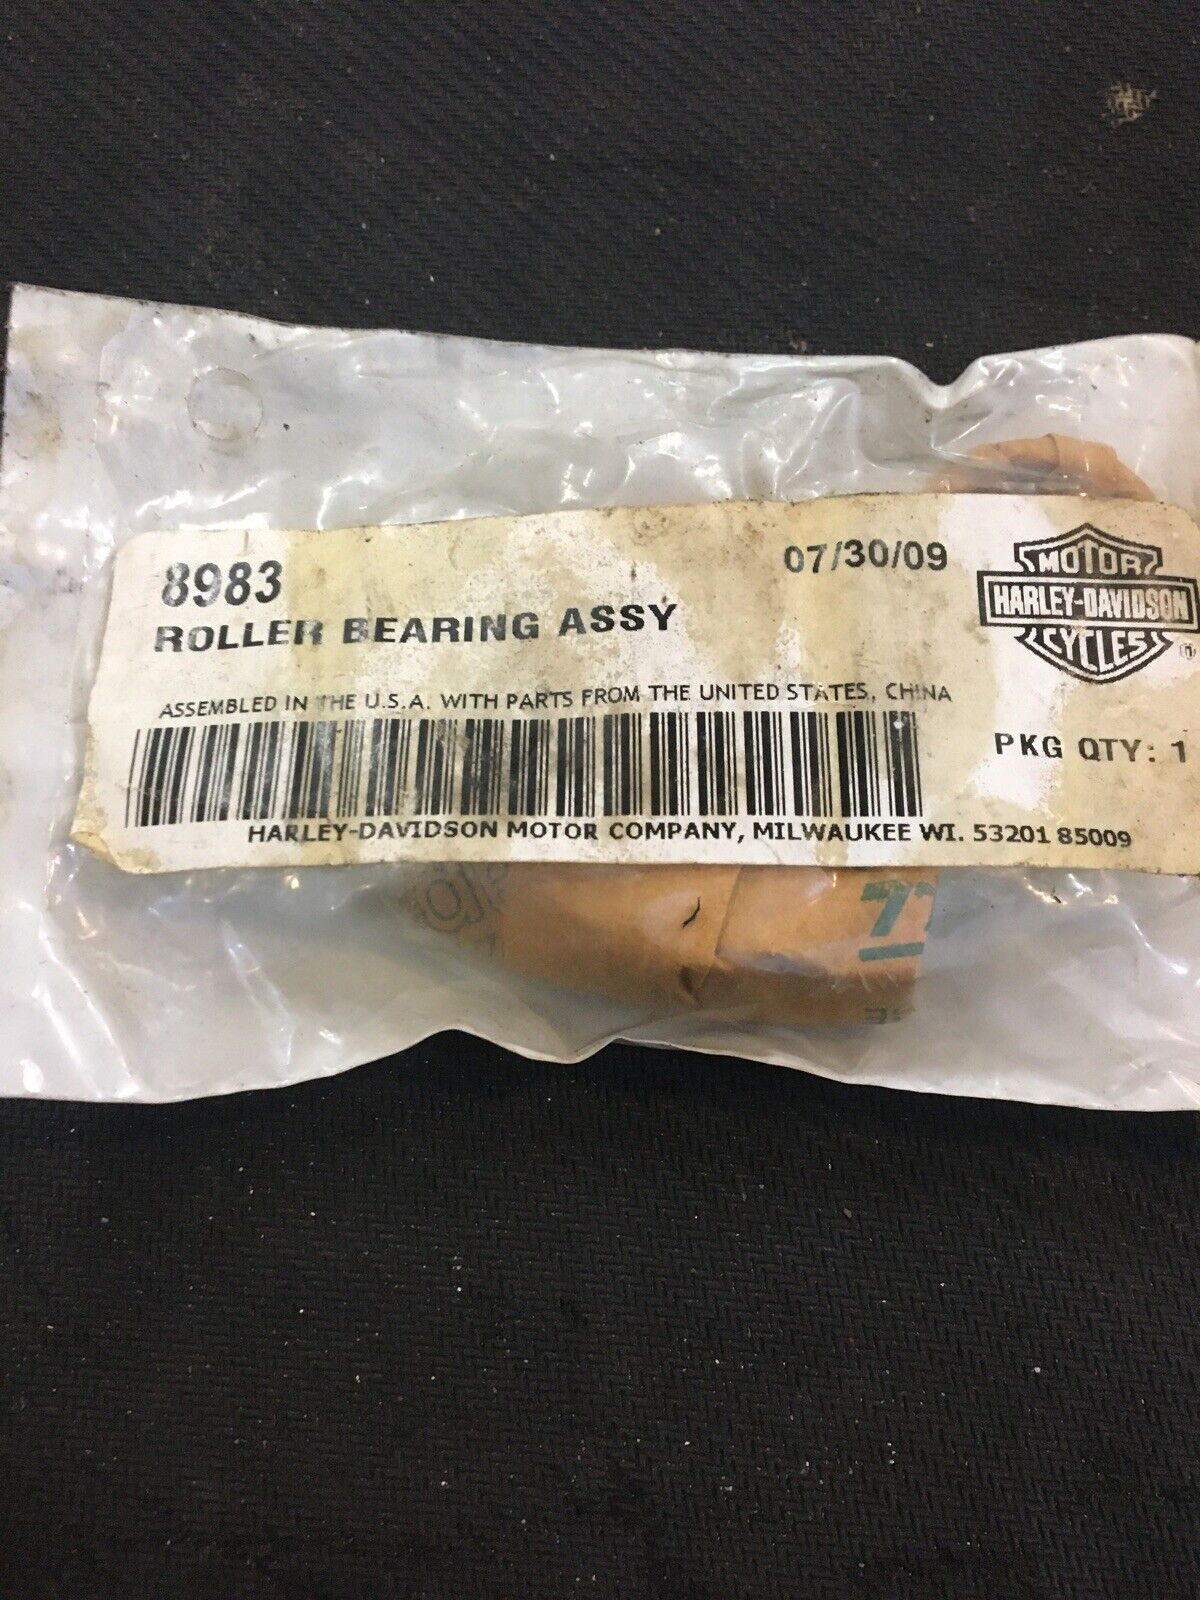 8983
07/30/09
ROLLER BEARING ASSY
MOTOR
HARLEY-DAVIDSON
CYCLES
®
ASSEMBLED IN THE U.S.A. WITH PARTS FROM THE UNITED STATES, CHINA
PKG QTY: 1
HARLEY-DAVIDSON MOTOR COMPANY, MILWAUKEE WI. 53201 85009